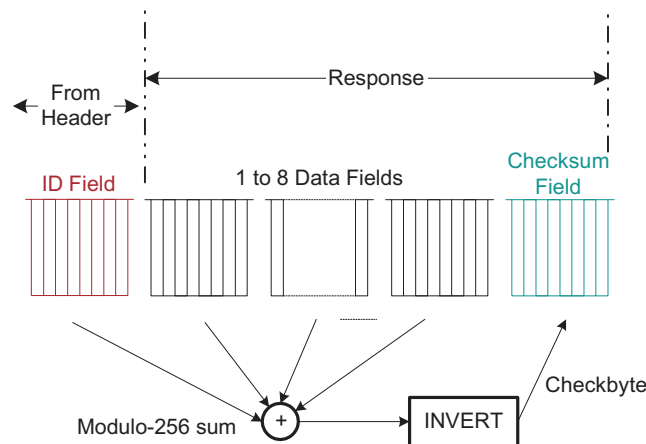 From
Header
Response
ID Field
1 to 8 Data Fields
Checksum
Field
Modulo-256 sum
+
INVERT
Checkbyte